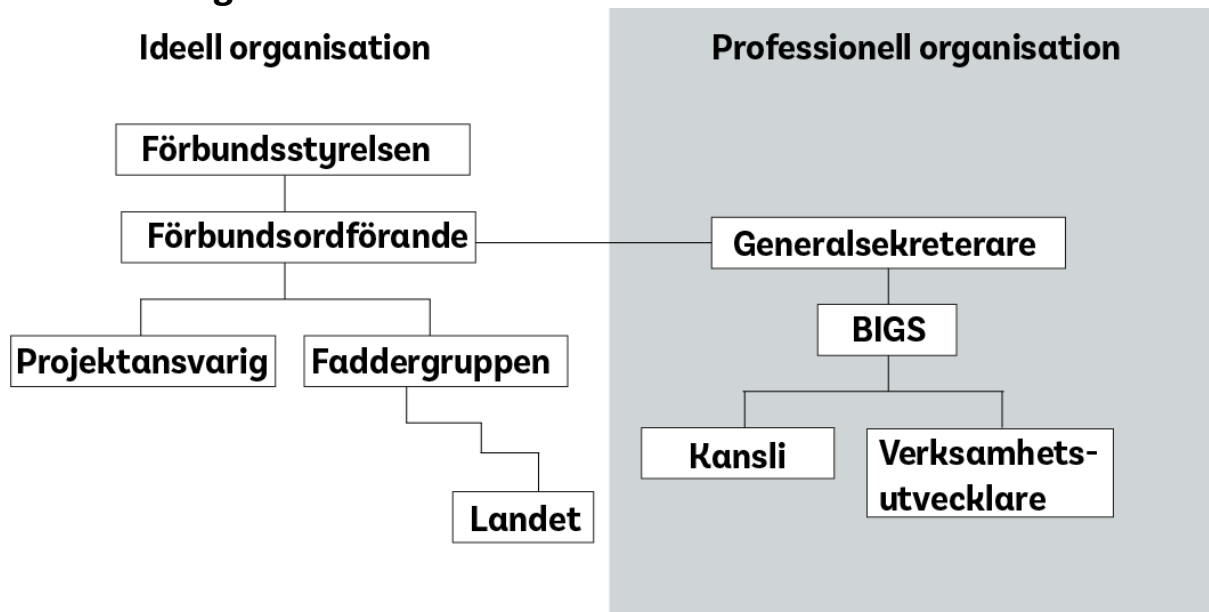 Ideell organisation
Professionell organisation
Förbundsstyrelsen
Förbundsordförande
Generalsekreterare
BIGS
Projektansvarig
Faddergruppen
Kansli
Verksamhets-
utvecklare
Landet